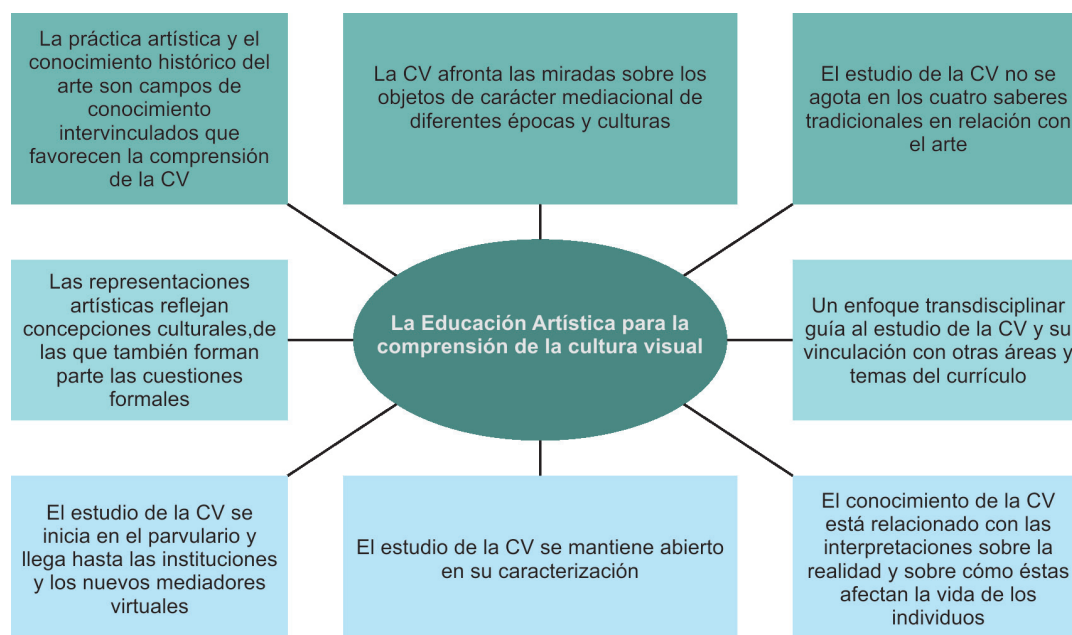 La práctica artística y el
conocimiento histórico del
arte son campos de
conocimiento
intervinculados que
favorecen la comprensión
de la CV
La CV afronta las miradas sobre los
objetos de carácter mediacional de
diferentes épocas y culturas
El estudio de la CV no se
agota en los cuatro saberes
tradicionales en relación con
el arte
Las representaciones
artísticas reflejan
concepciones culturales,de
las que también forman
parte las cuestiones
formales
La Educación Artística para la
comprensión de la cultura visual
Un enfoque transdisciplinar
guía al estudio de la CV y su
vinculación con otras áreas y
temas del currículo
El estudio de la CV se
inicia en el parvulario y
llega hasta las instituciones
y los nuevos mediadores
virtuales
El estudio de la CV se mantiene abierto
en su caracterización
El conocimiento de la CV
está relacionado con las
interpretaciones sobre la
realidad y sobre cómo éstas
afectan la vida de los
individuos